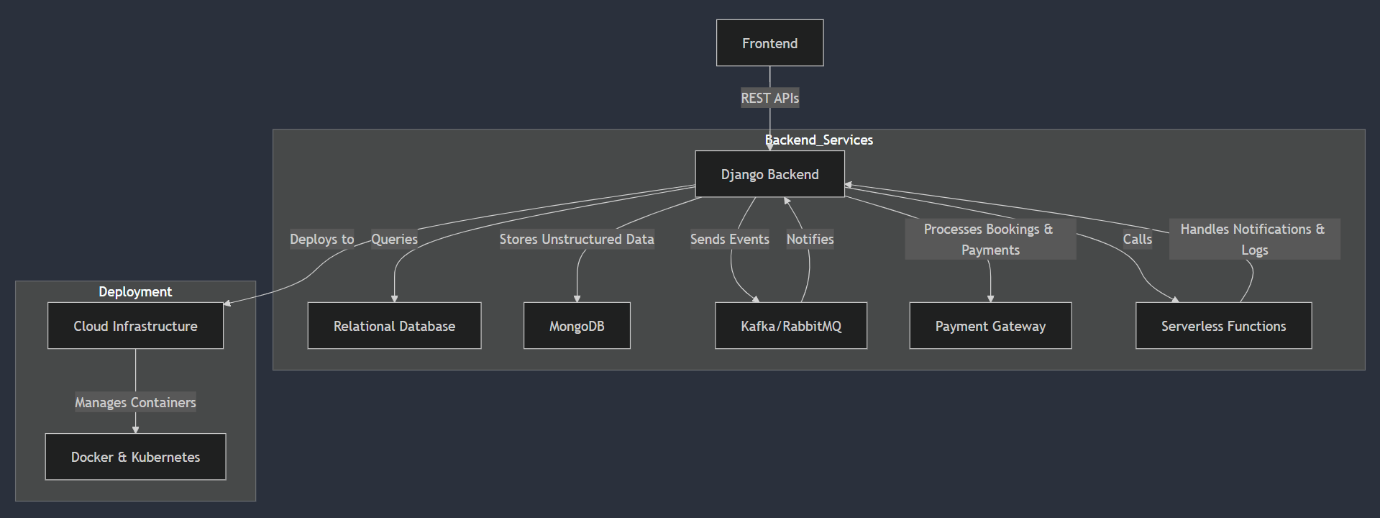 Frontend
REST APIs
Backend_Services
Django Backend
Deploys to
Queries
Stores Unstructured Data
Sends Events
Notifies
Processes Bookings &
Payments
Calls
Handles Notifications &
Logs
Deployment
Cloud Infrastructure
Relational Database
MongoDB
Kafka/RabbitMQ
Payment Gateway
Serverless Functions
Manages Containers
Docker & Kubernetes